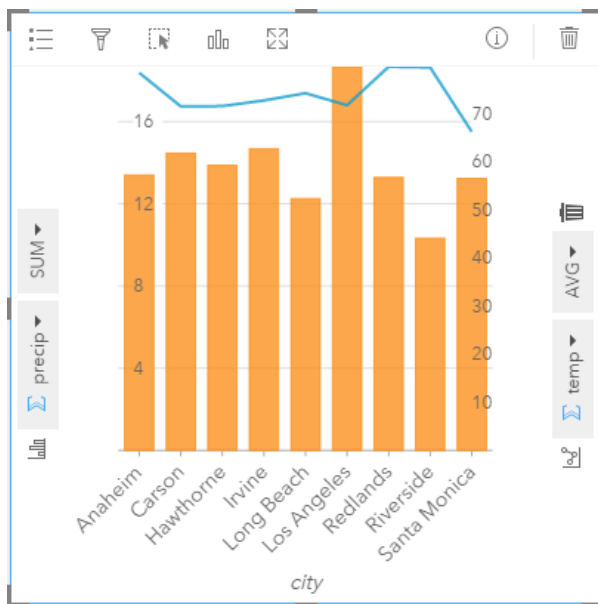 16
12
8
4
70
60
50
40
30
20
10
SUM
precip
AVG
temp
Anaheim
Carson
Hawthorne
Irvine
Long Beach
Los Angeles
Redlands
Riverside
Santa Monica
city